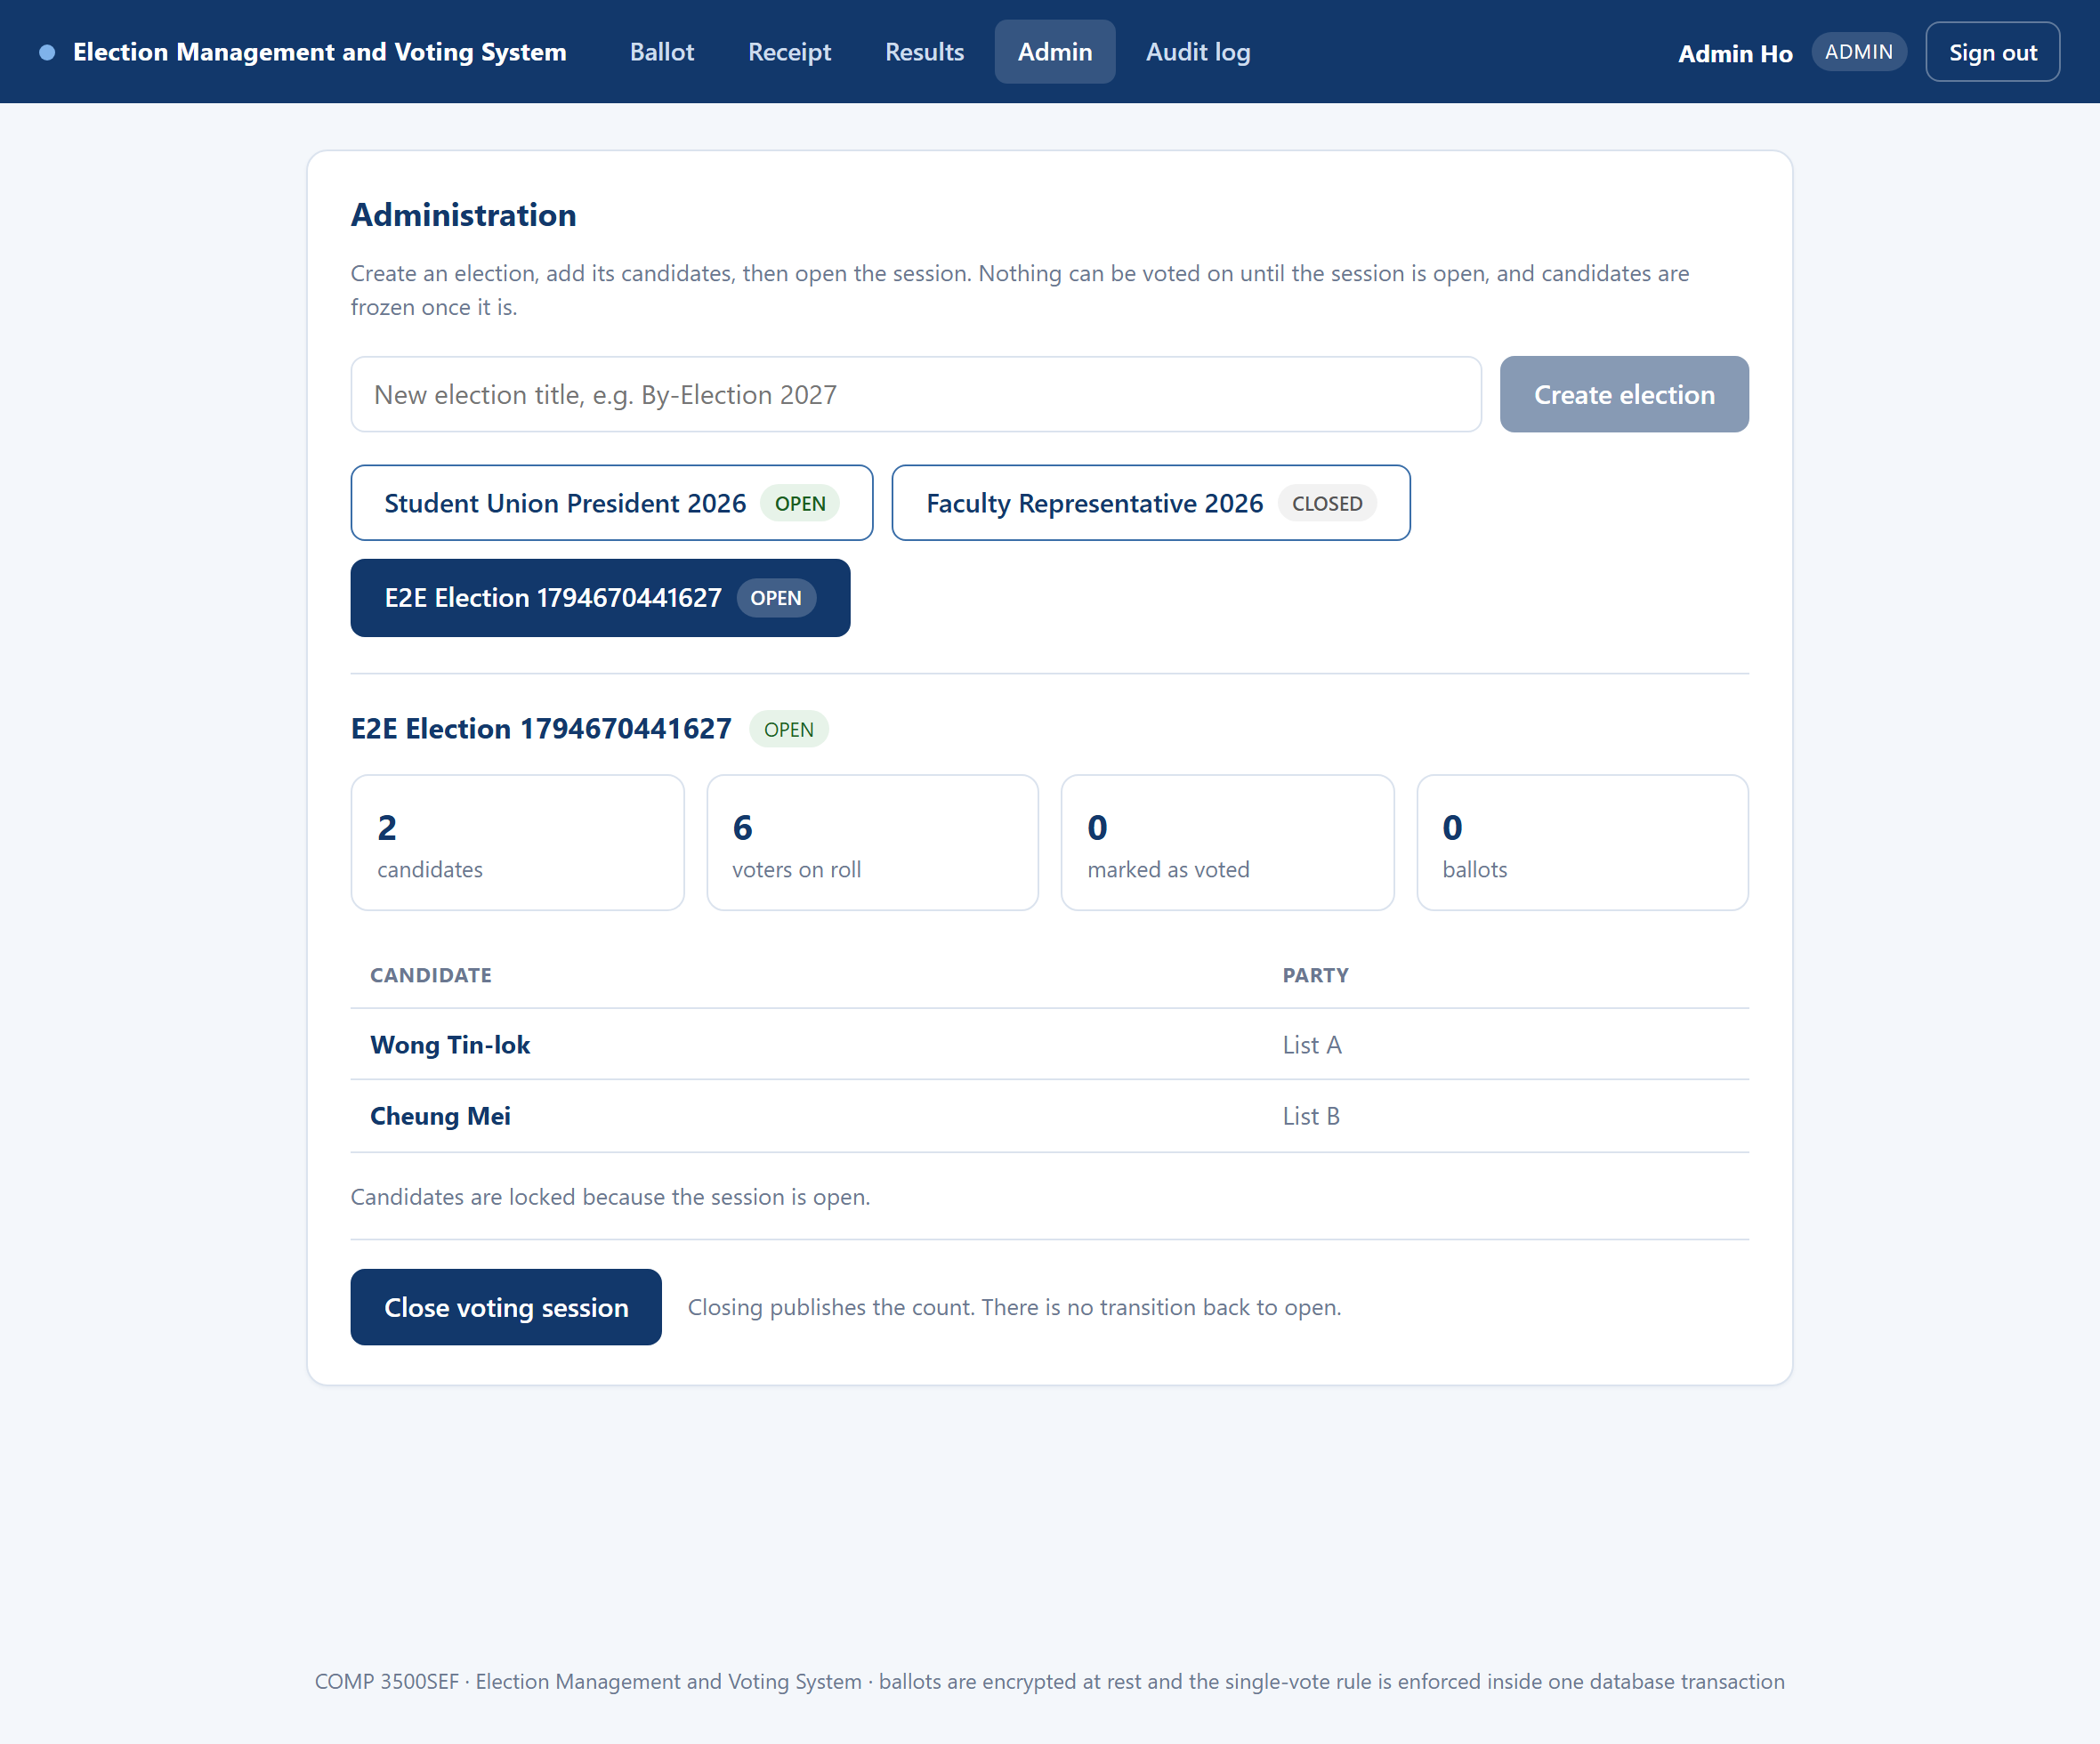 Election Management and Voting System
Ballot
Receipt
Results
Admin
Audit log
Admin Ho
ADMIN
Sign out
Administration
Create an election, add its candidates, then open the session. Nothing can be voted on until the session is open, and candidates are
frozen once it is.
New election title, e.g. By-Election 2027
Create election
Student Union President 2026 OPEN
Faculty Representative 2026 CLOSED
E2E Election 1794670441627 OPEN
E2E Election 1794670441627 OPEN
2
candidates
6
voters on roll
0
marked as voted
0
ballots
CANDIDATE PARTY
Wong Tin-lok List A
Cheung Mei List B
Candidates are locked because the session is open.
Close voting session
Closing publishes the count. There is no transition back to open.
COMP 3500SEF · Election Management and Voting System · ballots are encrypted at rest and the single-vote rule is enforced inside one database transaction